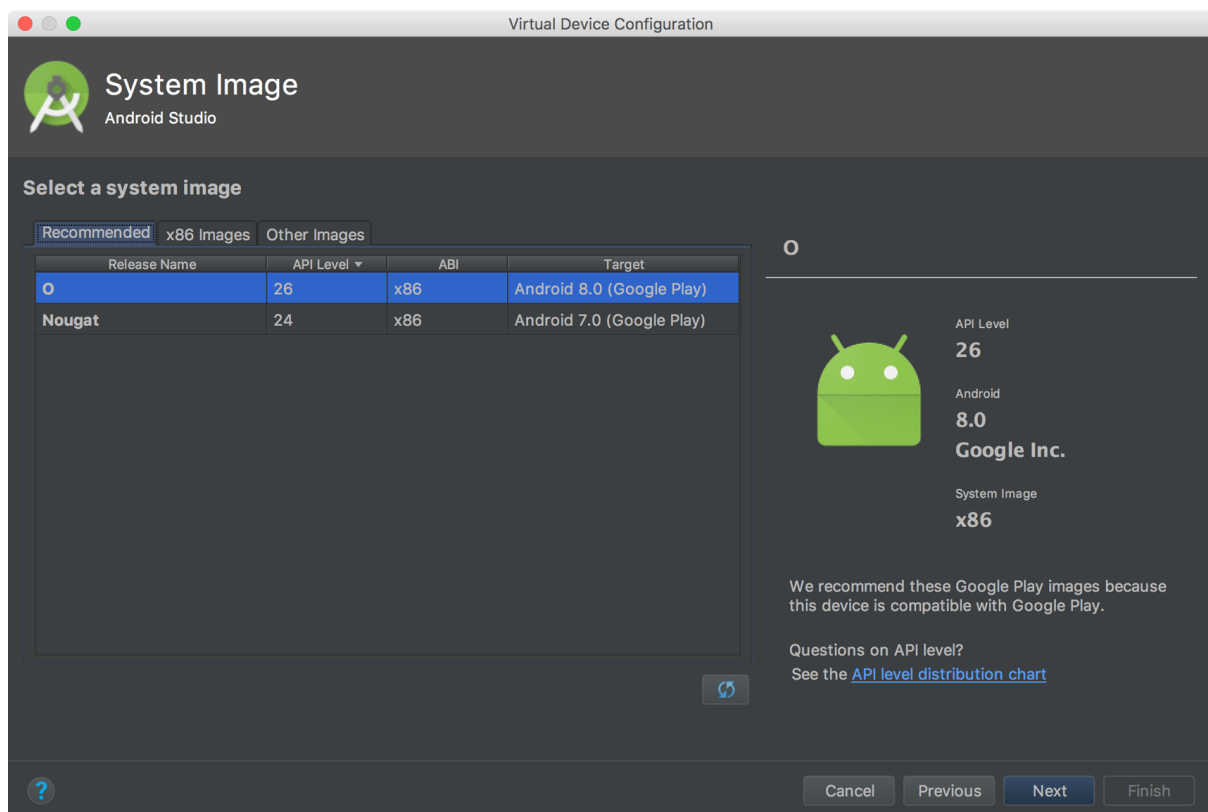 Virtual Device Configuration
System Image
Android Studio
Select a system image
Recommended x86 Images Other Images
Release Name API Level ABI Target
O 26 x86 Android 8.0 (Google Play)
Nougat 24 x86 Android 7.0 (Google Play)
O
API Level
26
Android
8.0
Google Inc.
System Image
x86
We recommend these Google Play images because
this device is compatible with Google Play.
Questions on API level?
See the API level distribution chart
? Cancel Previous Next Finish